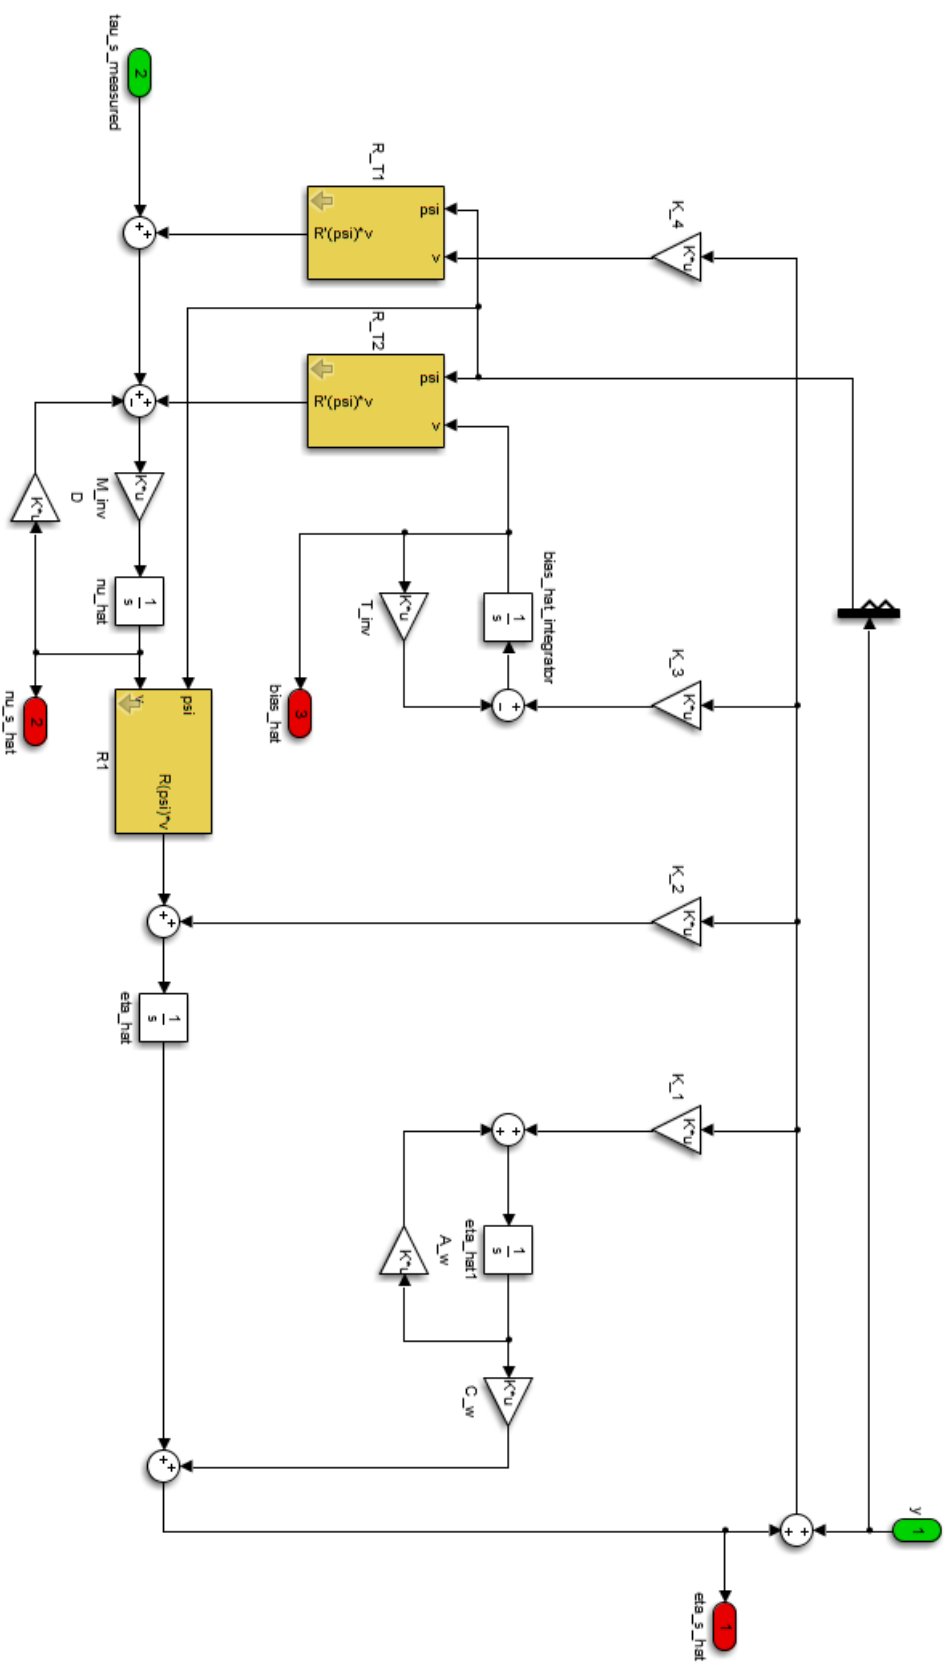 y
1
+
+
1
eta_s_hat
K*u
K_4
K*u
K_3
K*u
K_2
K*u
K_1
bias_hat_integrator
1
s
+
-
+
+
1
s
eta_hat1
K*u
C_w
A_w
K*u
K*u
T_inv
R_T1
psi
v
R'(psi)*v
R_T2
psi
v
R'(psi)*v
3
bias_hat
psi
v
R(psi)*v
R1
2
tau_s_measured
+
+
+
+
-
K*u
M_inv
1
s
nu_hat
+
+
1
s
eta_hat
+
+
D
K*u
2
nu_s_hat